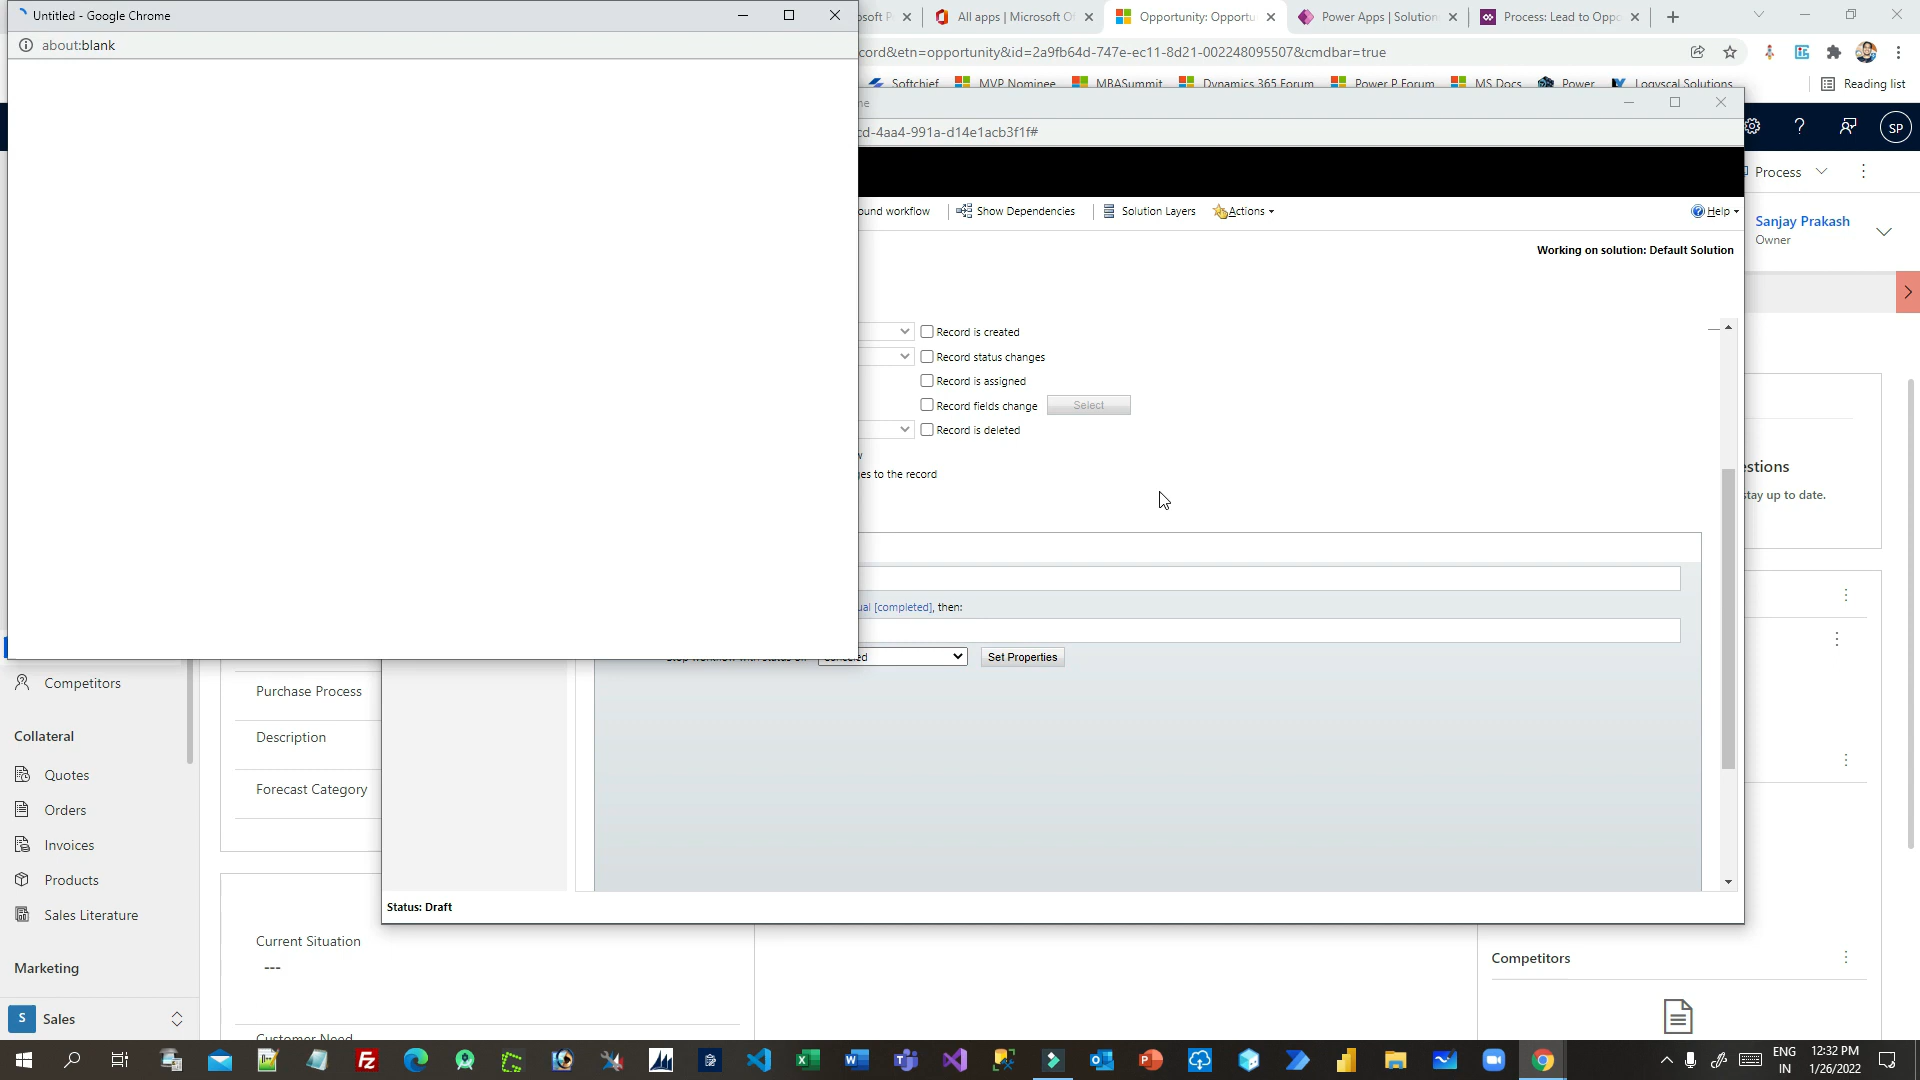 Untitled - Google Chrome
about:blank
All apps | Microsoft O
Opportunity: Opportu
Power Apps | Solution
Process: Lead to Oppo
cord&etn=opportunity&id=2a9fb64d-747e-ec11-8d21-002248095507&cmdbar=true
Softchief
MVP Nominee
MBASummit
Dynamics 365 Forum
Power P Forum
MS Docs
Power
Logyscal Solutions
Reading list
cd-4aa4-991a-d14e1acb3f1f#
SP
Process
ound workflow
Show Dependencies
Solution Layers
Actions
Help
Sanjay Prakash
Owner
Working on solution: Default Solution
Record is created
Record status changes
Record is assigned
Record fields change
Select
Record is deleted
ges to the record
estions
stay up to date.
ual [completed], then:
Set Properties
Competitors
Purchase Process
Collateral
Description
Quotes
Forecast Category
Orders
Invoices
Products
Sales Literature
Status: Draft
Current Situation
---
Marketing
Competitors
S
Sales
Customer Need
ENG
IN
12:32 PM
1/26/2022